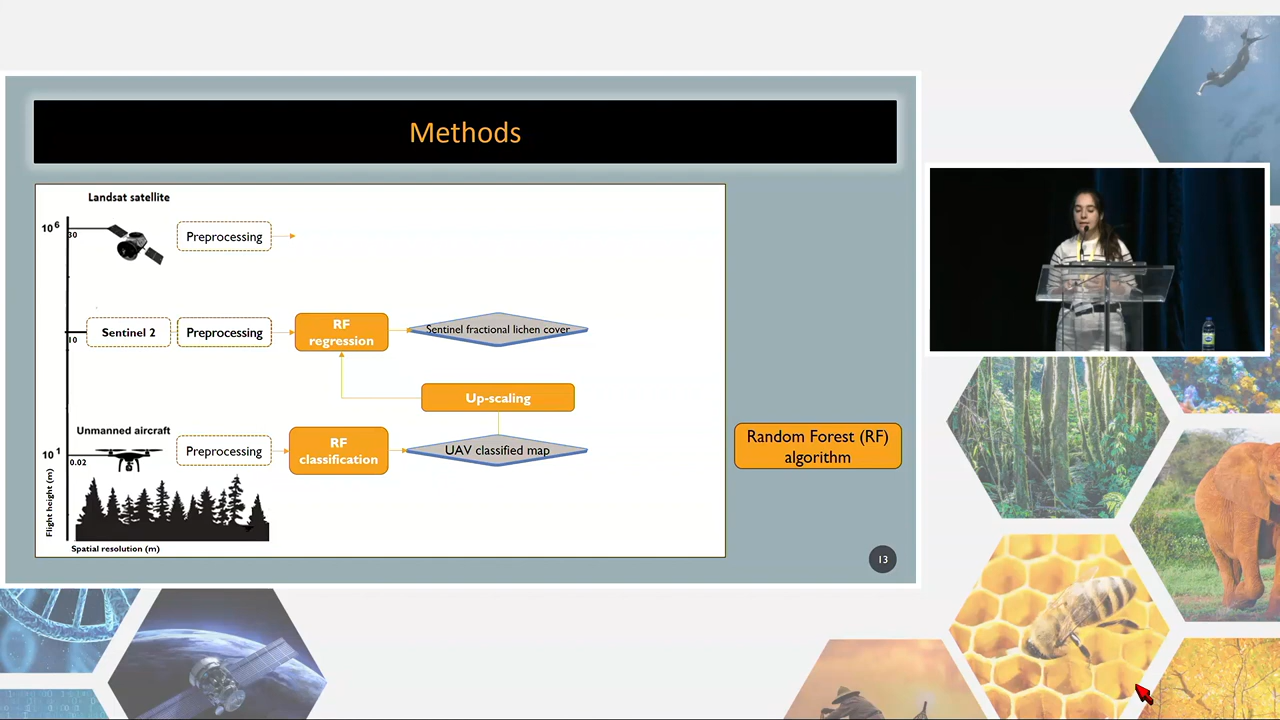 Methods
Landsat satellite
10⁶
30
Preprocessing
Sentinel 2
Preprocessing
RF
regression
Sentinel fractional lichen cover
10
Up-scaling
Unmanned aircraft
10¹
0.02
Preprocessing
RF
classification
UAV classified map
Random Forest (RF)
algorithm
Flight height (m)
Spatial resolution (m)
13